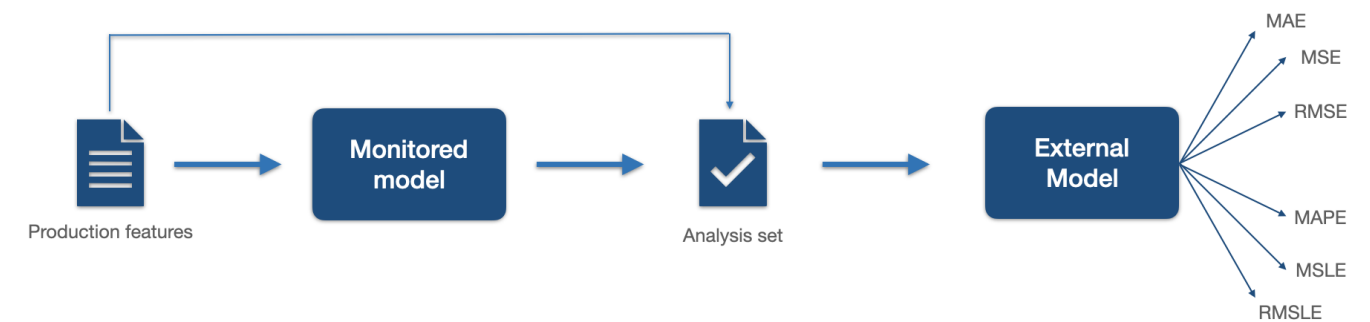 MAE
MSE
RMSE
Monitored
model
External
Model
Production features
Analysis set
MAPE
MSLE
RMSLE